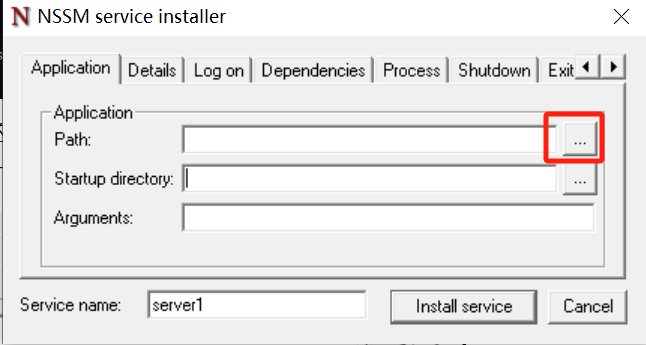 NSSM service installer
Application Details Log on Dependencies Process Shutdown Exit
Application
Path: ...
Startup directory: ...
Arguments:
Service name: server1 Install service Cancel